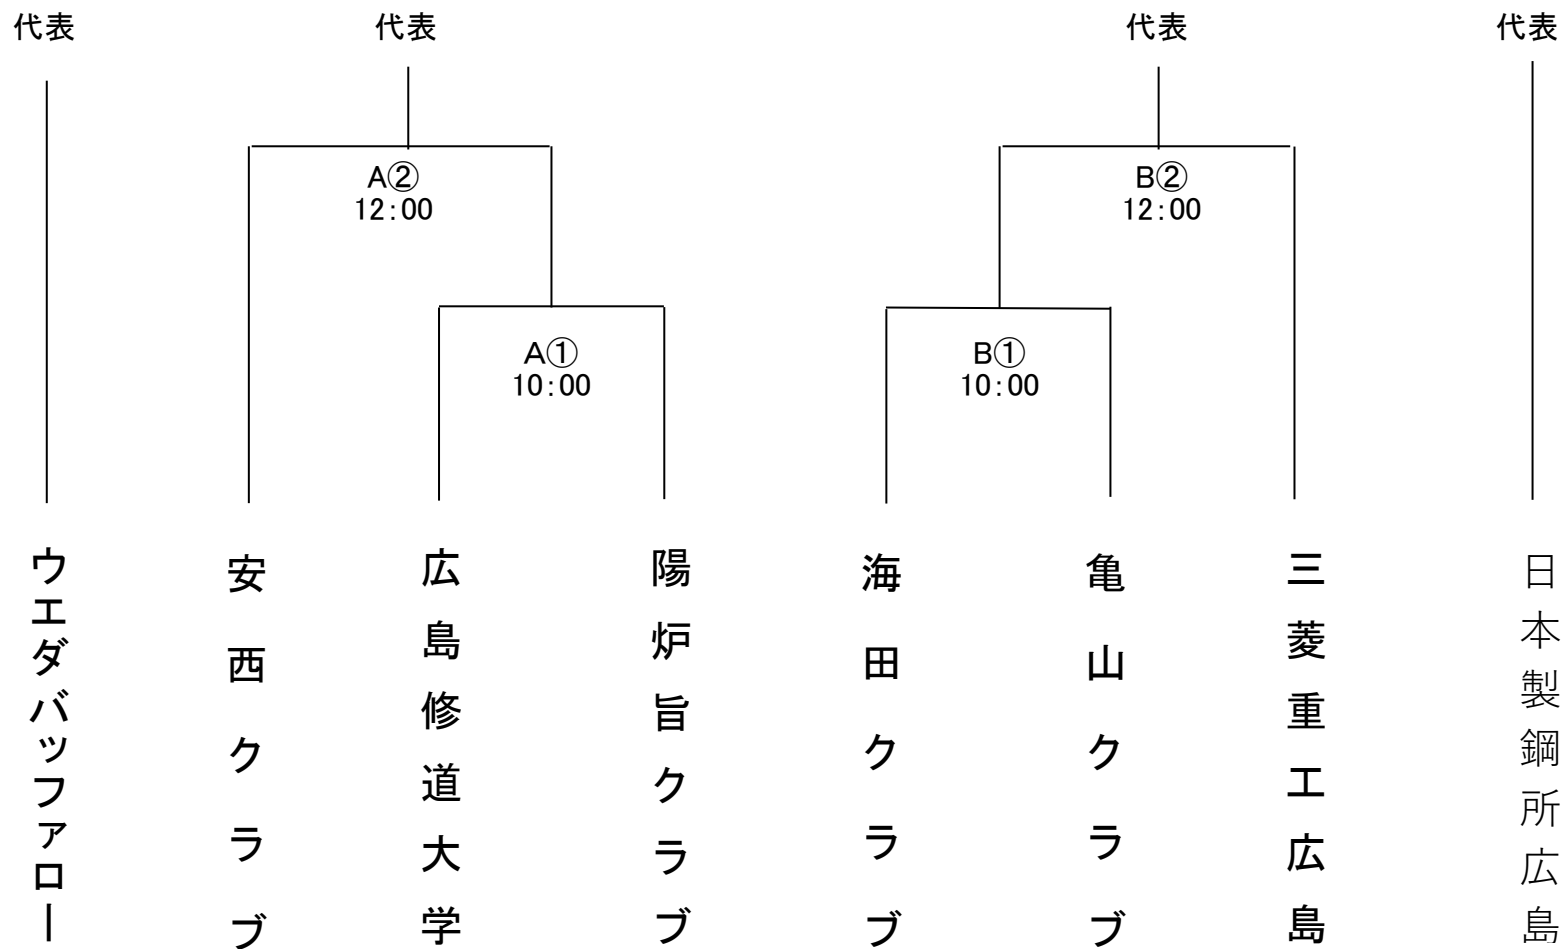 代表
代表
代表
代表
A②
12:00
B②
12:00
A①
10:00
B①
10:00
ウエダバッファロー
安西クラブ
広島修道大学
陽炉旨クラブ
海田クラブ
亀山クラブ
三菱重工広島
日本製鋼所広島